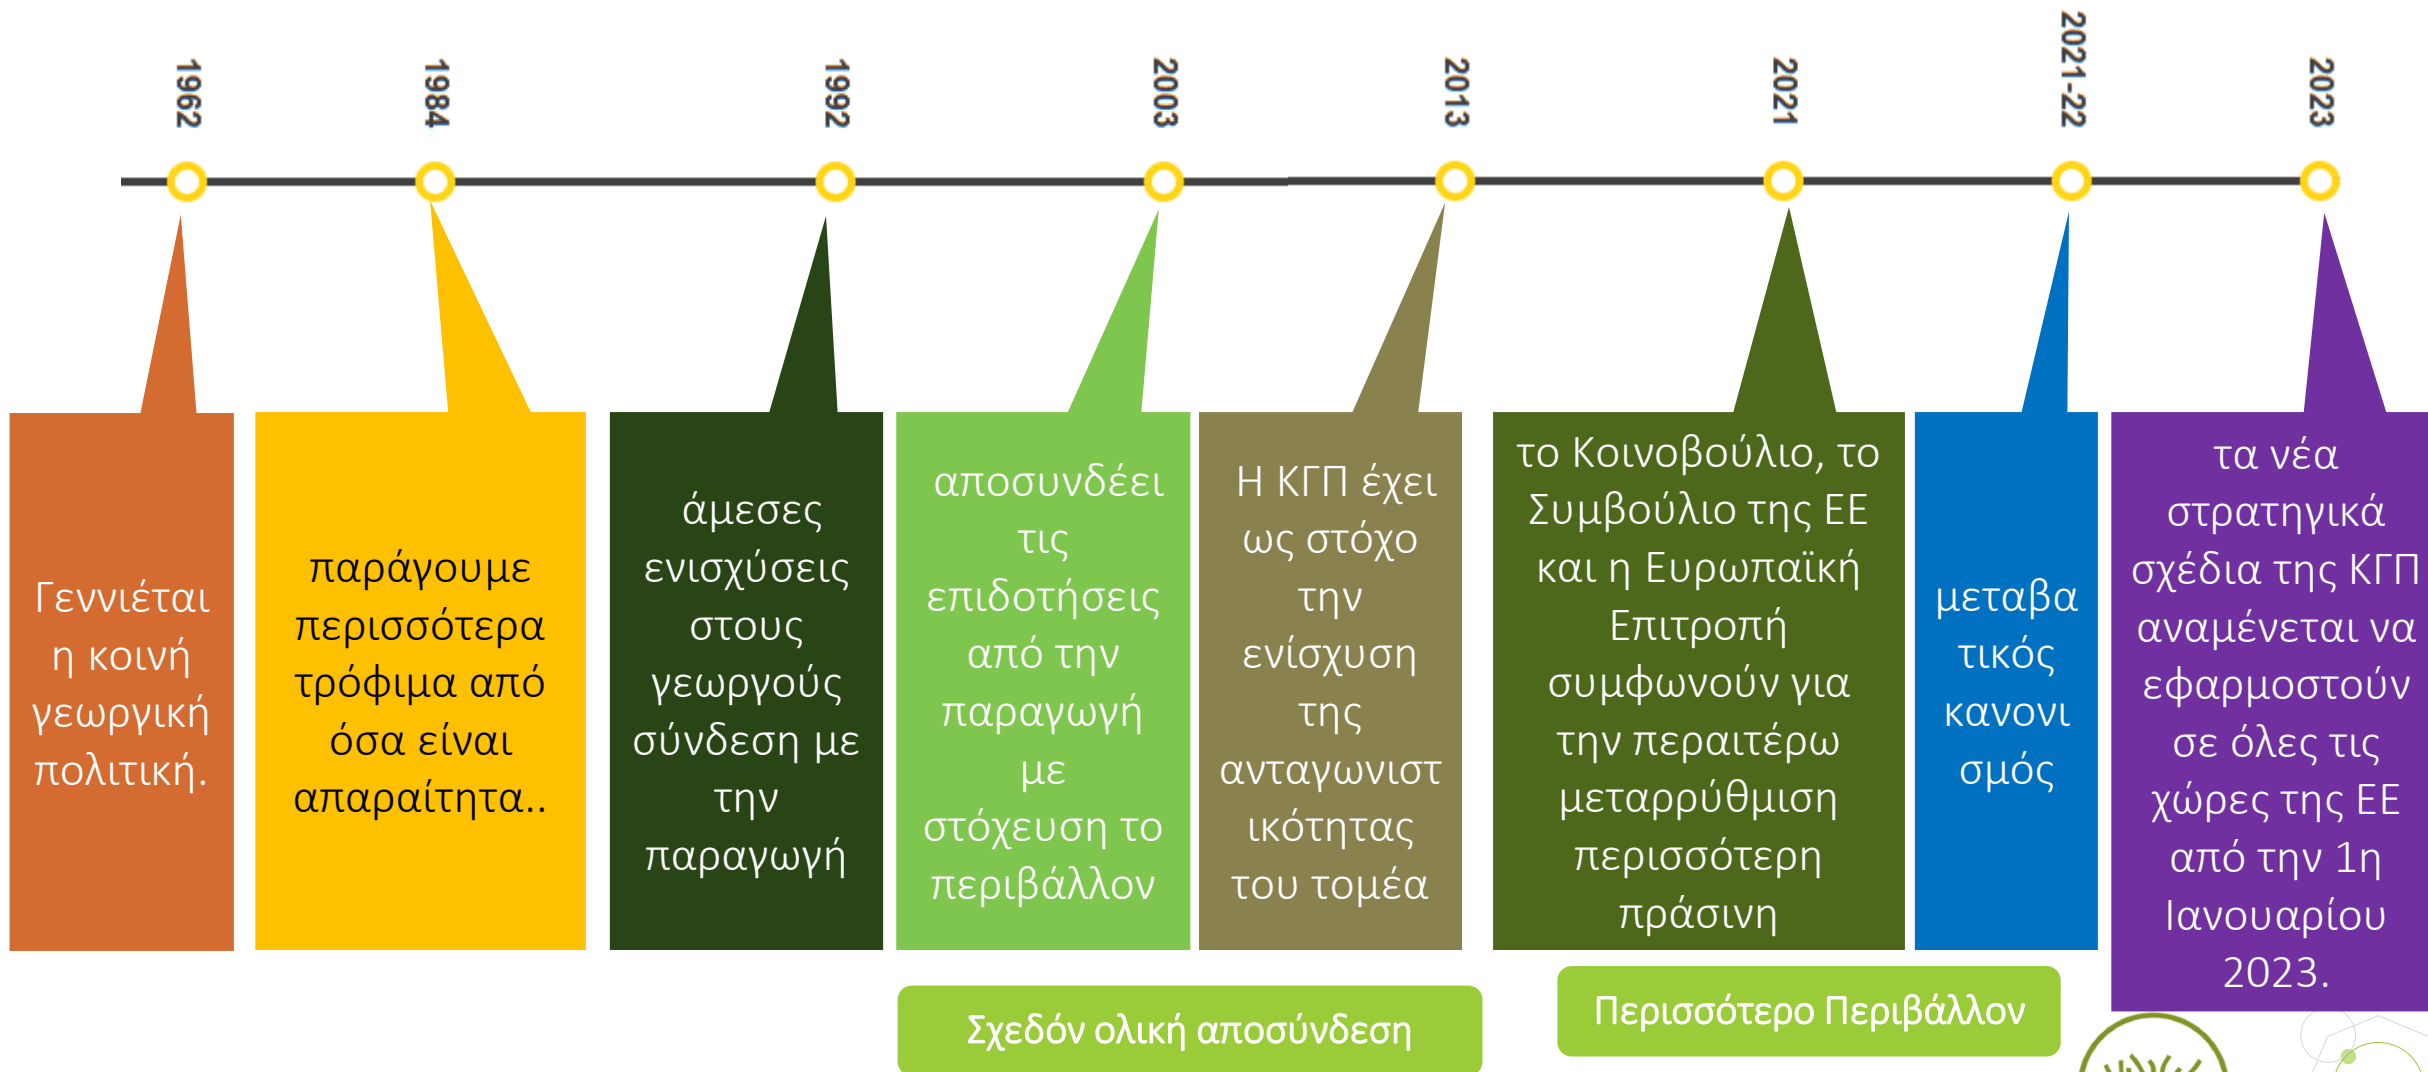 1962
1984
1992
2003
2013
2021
2021-22
2023
Γεννιέται
η κοινή
γεωργική
πολιτική.
παράγουμε
περισσότερα
τρόφιμα από
όσα είναι
απαραίτητα..
άμεσες
ενισχύσεις
στους
γεωργούς
σύνδεση με
την
παραγωγή
αποσυνδέει
τις
επιδοτήσεις
από την
παραγωγή
με
στόχευση το
περιβάλλον
Η ΚΓΠ έχει
ως στόχο
την
ενίσχυση
της
ανταγωνιστ
ικότητας
του τομέα
το Κοινοβούλιο, το
Συμβούλιο της ΕΕ
και η Ευρωπαϊκή
Επιτροπή
συμφωνούν για
την περαιτέρω
μεταρρύθμιση
περισσότερη
πράσινη
μεταβα
τικός
κανονι
σμός
τα νέα
στρατηγικά
σχέδια της ΚΓΠ
αναμένεται να
εφαρμοστούν
σε όλες τις
χώρες της ΕΕ
από την 1η
Ιανουαρίου
2023.
Σχεδόν ολική αποσύνδεση
Περισσότερο Περιβάλλον